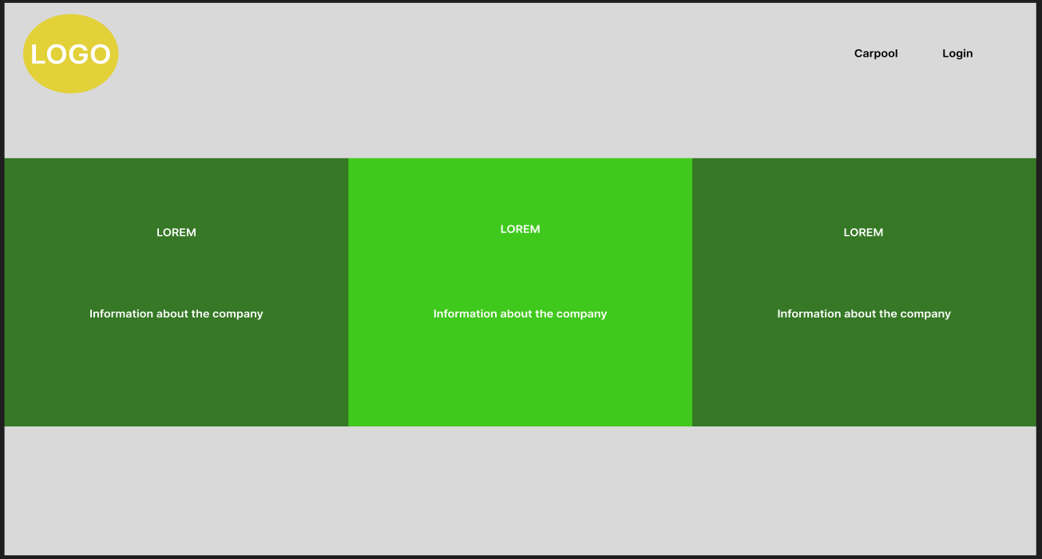 LOGO
Carpool
Login
LOREM
LOREM
LOREM
Information about the company
Information about the company
Information about the company